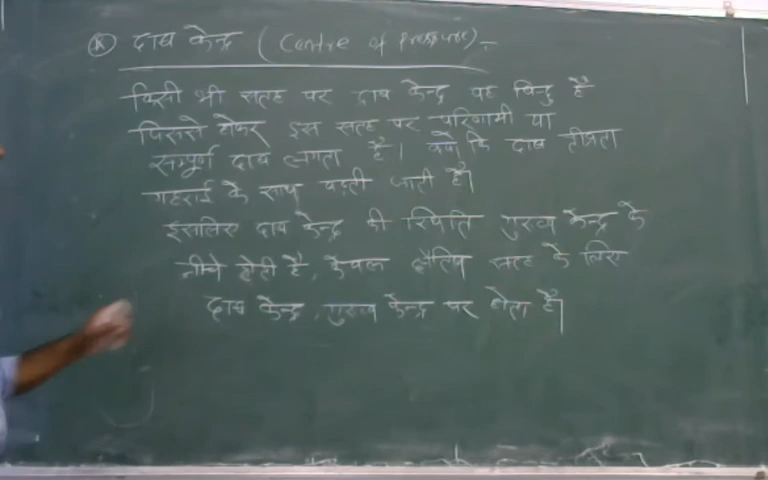 (K) दाब केन्द्र (Centre of Pressure) :-
किसी भी सतह पर दाब केन्द्र वह बिन्दु है
जिससे होकर इस सतह पर परिणामी या
सम्पूर्ण दाब लगता है। क्यो कि दाब तीव्रता
गहराई के साथ बढ़ती जाती है।
इसलिए दाब केन्द्र की स्थिति गुरुत्व केन्द्र के
नीचे होती है, केवल क्षैतिज सतह के लिए
दाब केन्द्र, गुरुत्व केन्द्र पर होता है।